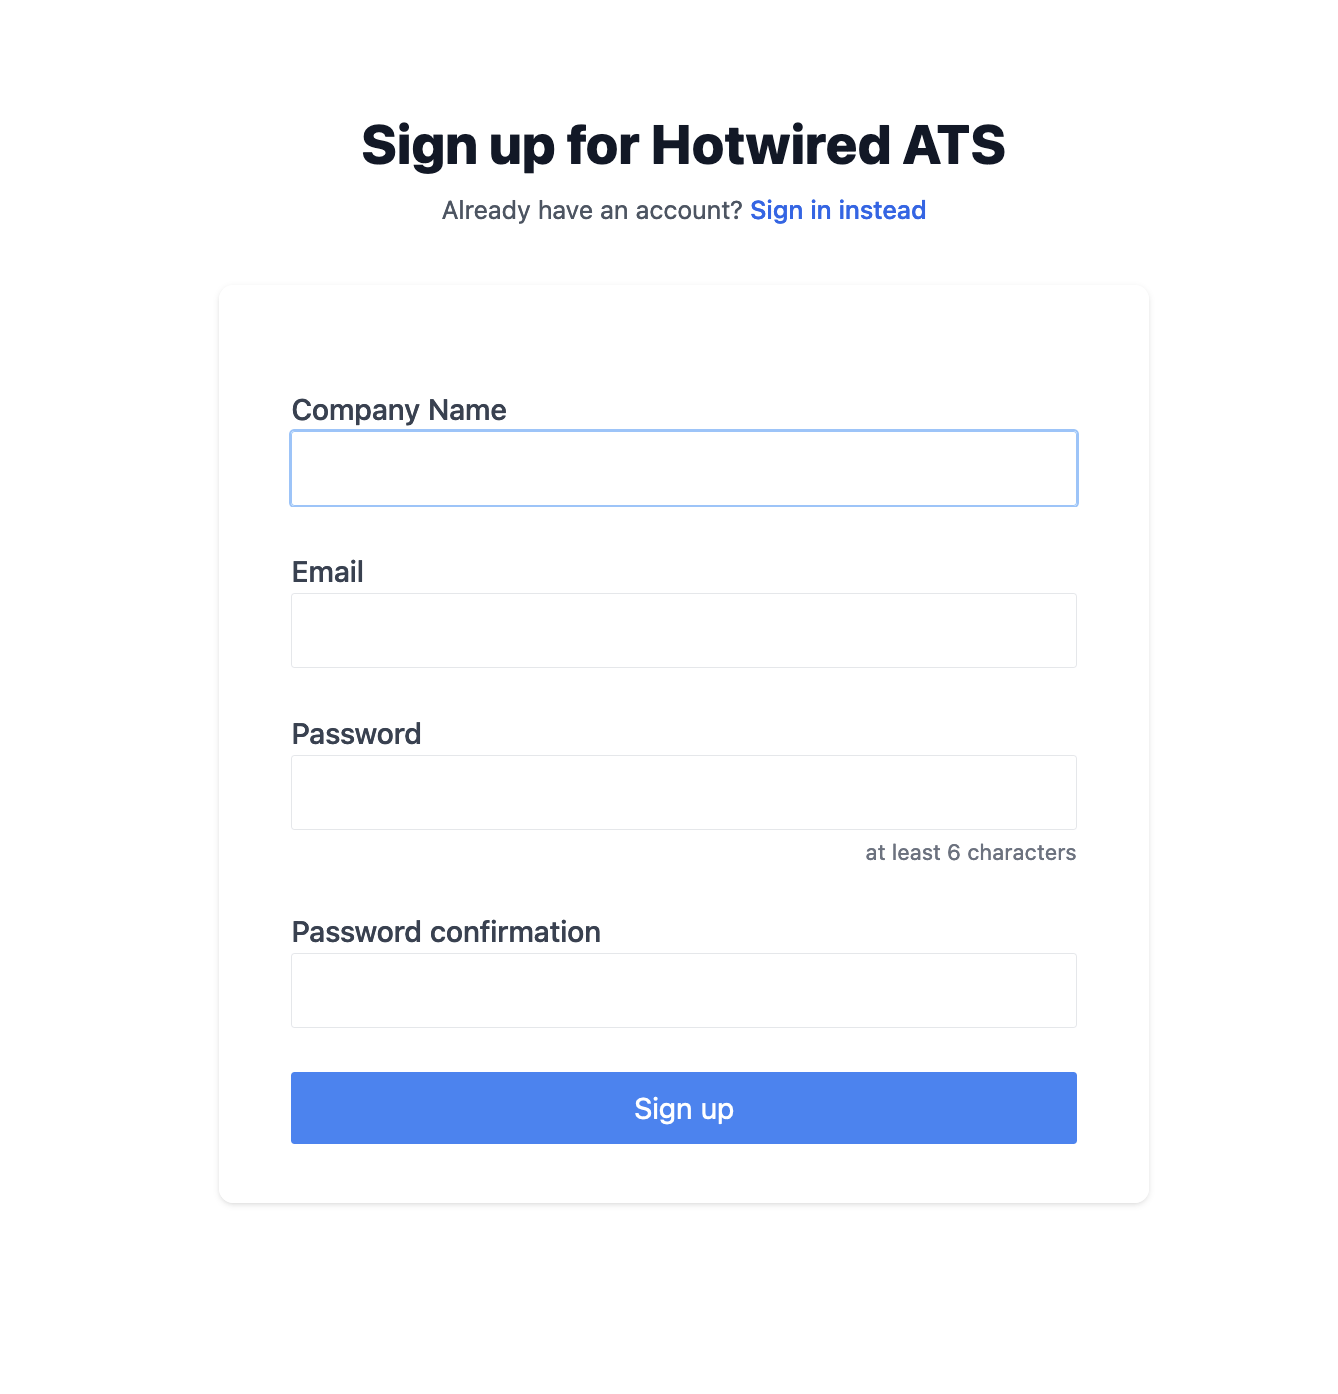 Sign up for Hotwired ATS
Already have an account? Sign in instead
Company Name
Email
Password
at least 6 characters
Password confirmation
Sign up